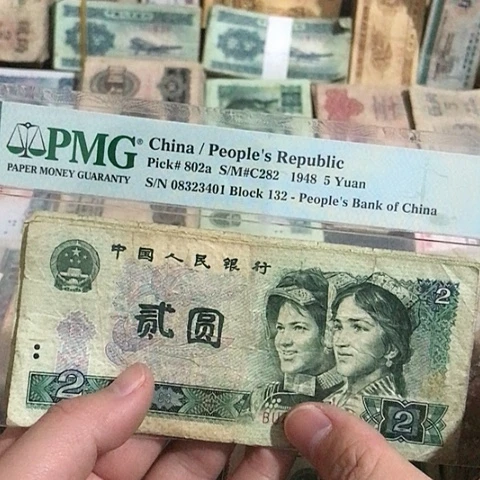 PMG®
PAPER MONEY GUARANTY
China / People's Republic
Pick# 802a S/M#C282 1948 5 Yuan
S/N 08323401 Block 132 - People's Bank of China
中国人民银行
2
贰圆
2
2